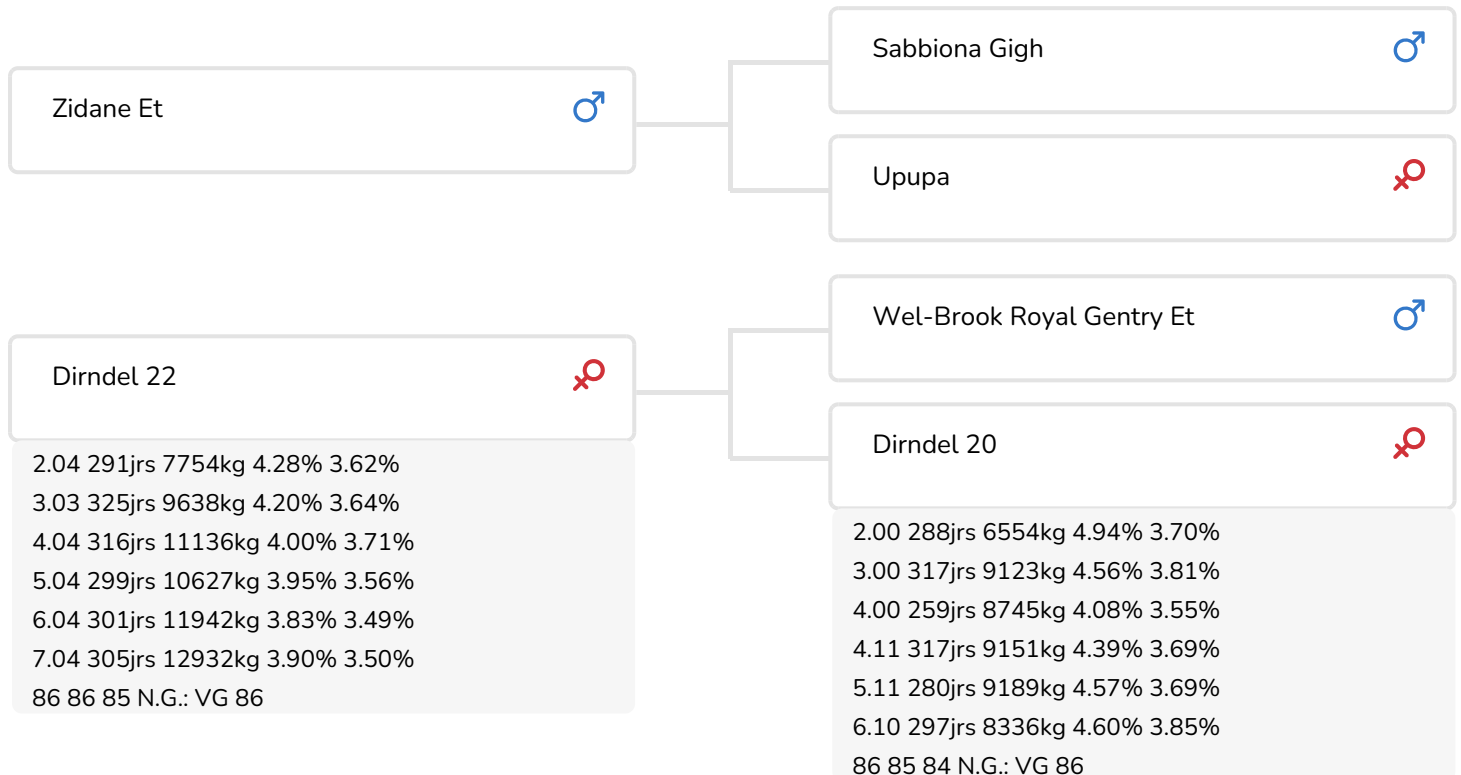 Zidane Et
Sabbiona Gigh
Upupa
Dirndel 22
2.04 291jrs 7754kg 4.28% 3.62%
3.03 325jrs 9638kg 4.20% 3.64%
4.04 316jrs 11136kg 4.00% 3.71%
5.04 299jrs 10627kg 3.95% 3.56%
6.04 301jrs 11942kg 3.83% 3.49%
7.04 305jrs 12932kg 3.90% 3.50%
86 86 85 N.G.: VG 86
Wel-Brook Royal Gentry Et
Dirndel 20
2.00 288jrs 6554kg 4.94% 3.70%
3.00 317jrs 9123kg 4.56% 3.81%
4.00 259jrs 8745kg 4.08% 3.55%
4.11 317jrs 9151kg 4.39% 3.69%
5.11 280jrs 9189kg 4.57% 3.69%
6.10 297jrs 8336kg 4.60% 3.85%
86 85 84 N.G.: VG 86